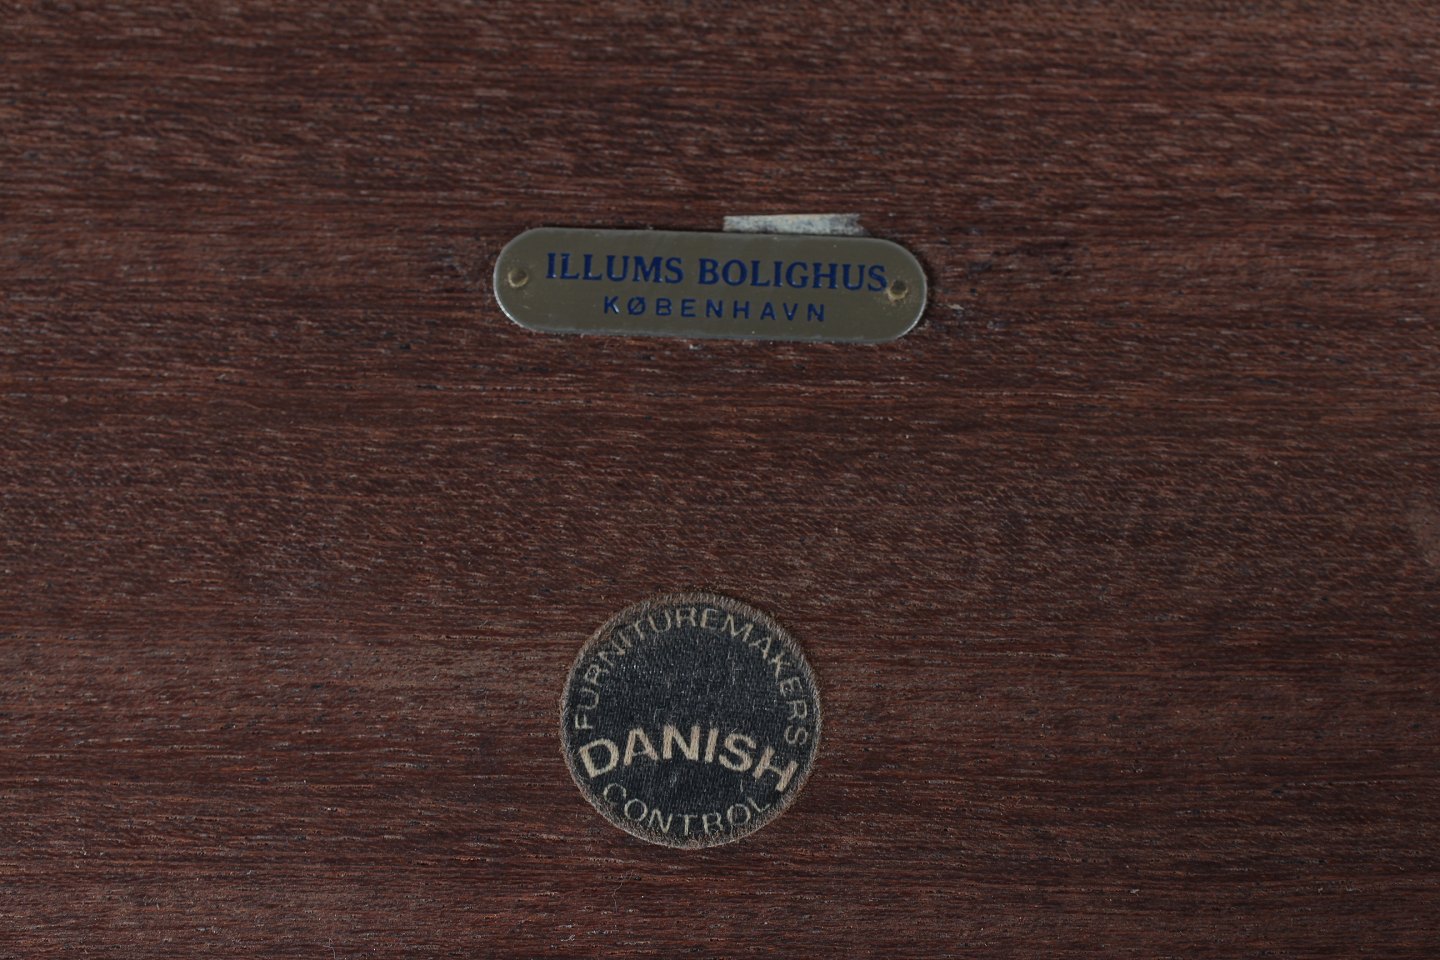 ILLUMS BOLIGHUS
KØBENHAVN
FURNITUREMAKERS
DANISH
CONTROL